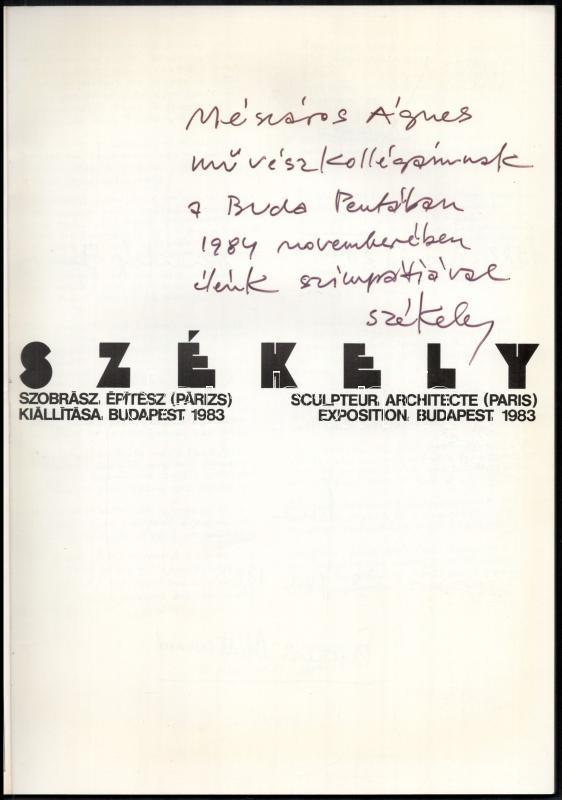 Mészáros Ágnes
művészkollégámnak
a Buda Pentában
1984 novemberében
élénk szimpátiával
székely
SZÉKELY
SZOBRÁSZ, ÉPÍTÉSZ (PÁRIZS)
KIÁLLÍTÁSA, BUDAPEST, 1983
SCULPTEUR, ARCHITECTE (PARIS)
EXPOSITION, BUDAPEST, 1983